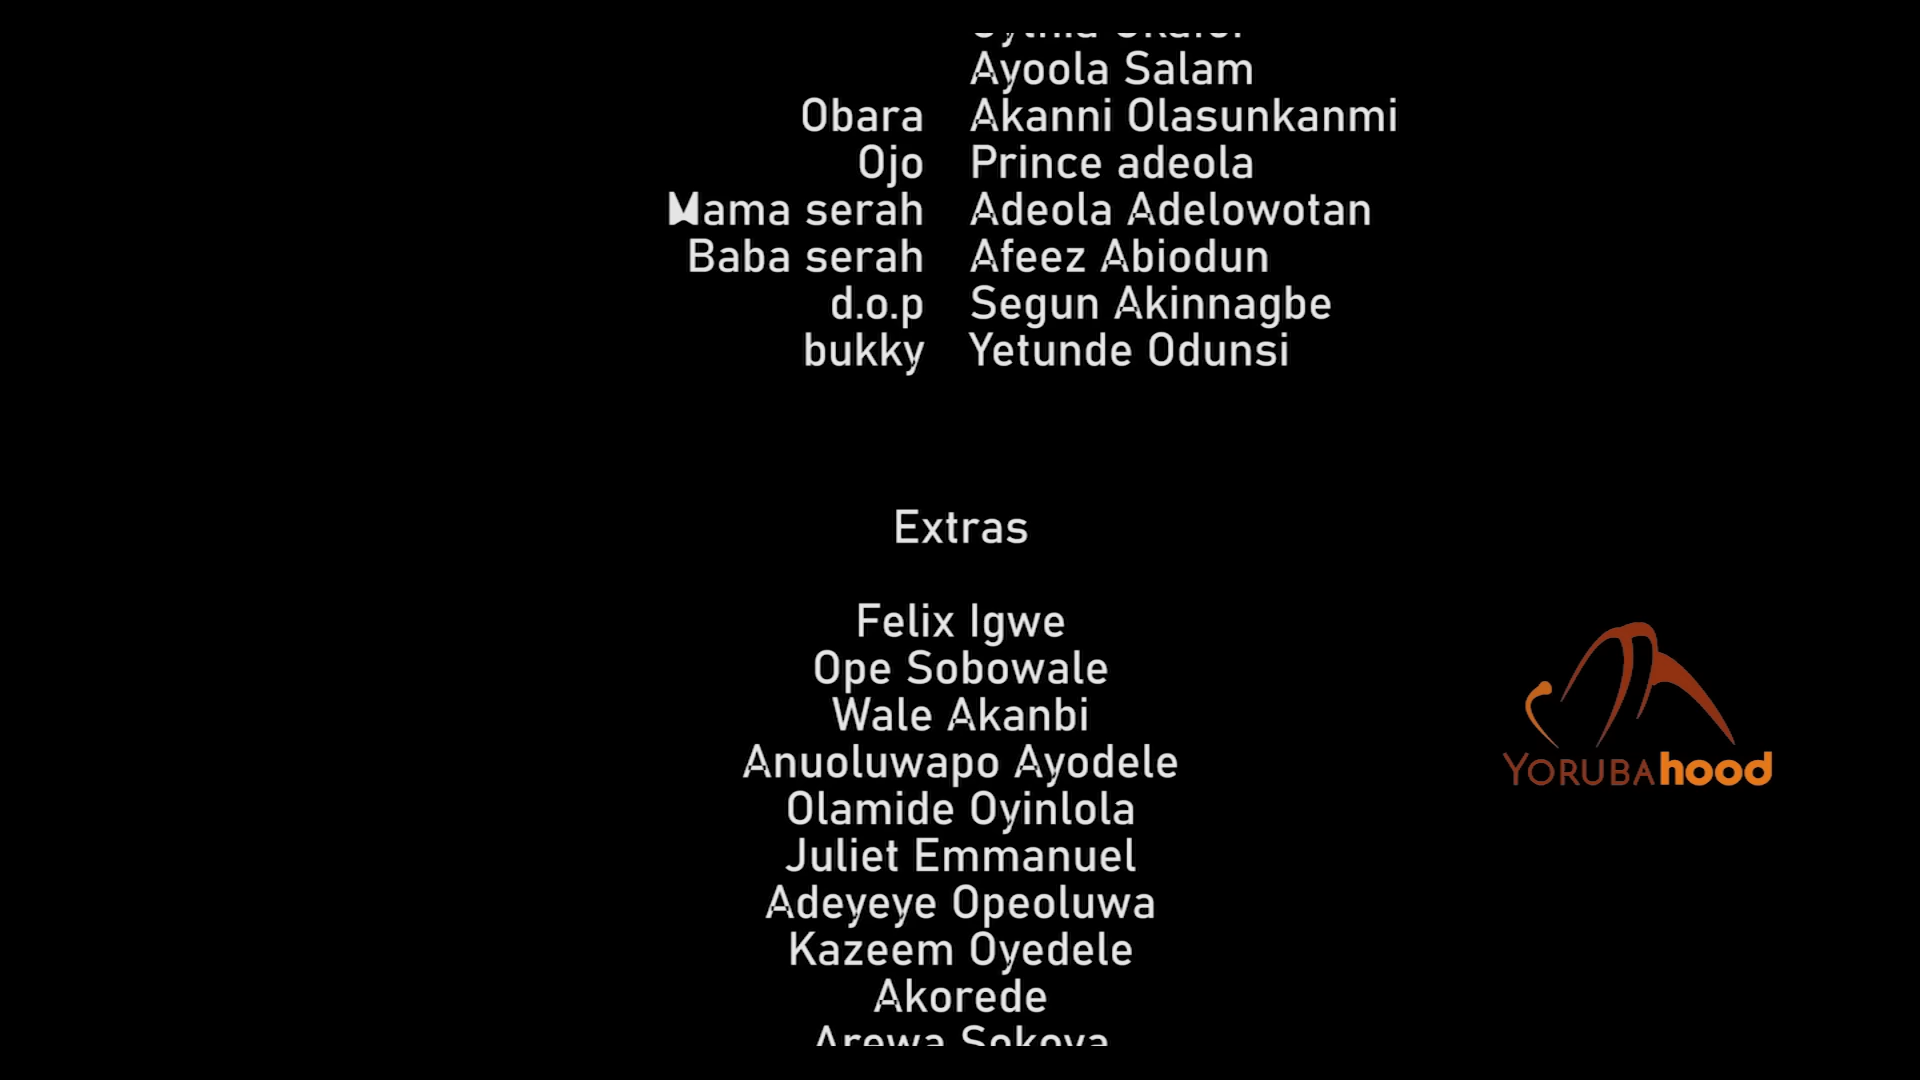 Ayoola Salam
Obara Akanni Olasunkanmi
Ojo Prince adeola
Mama serah Adeola Adelowotan
Baba serah Afeez Abiodun
d.o.p Segun Akinnagbe
bukky Yetunde Odunsi
Extras
Felix Igwe
Ope Sobowale
Wale Akanbi
Anuoluwapo Ayodele
Olamide Oyinlola
Juliet Emmanuel
Adeyeye Opeoluwa
Kazeem Oyedele
Akorede
Arewa
YORUBAhood